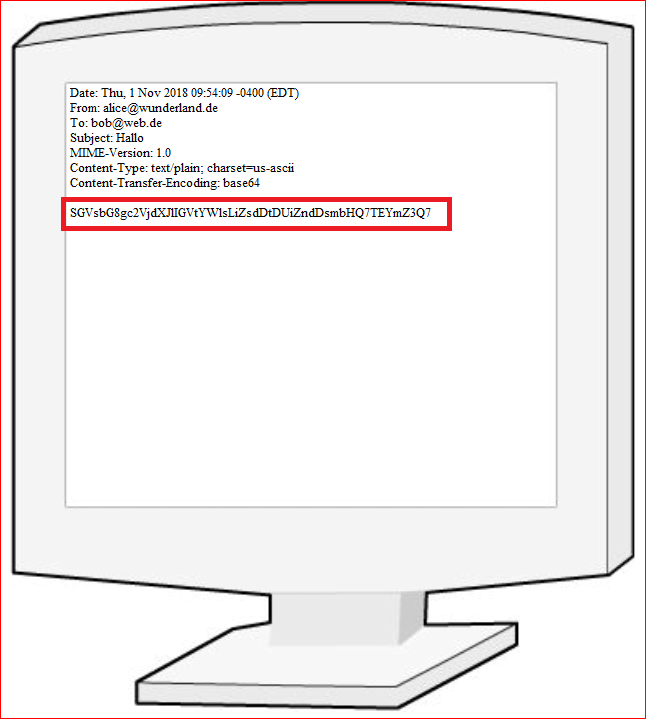 Date: Thu, 1 Nov 2018 09:54:09 -0400 (EDT)
From: alice@wunderland.de
To: bob@web.de
Subject: Hallo
MIME-Version: 1.0
Content-Type: text/plain; charset=us-ascii
Content-Transfer-Encoding: base64
SGVsbG8gc2VjdXJlIGVtYWlsLiZsdDtDUiZndDsmbHQ7TEYmZ3Q7